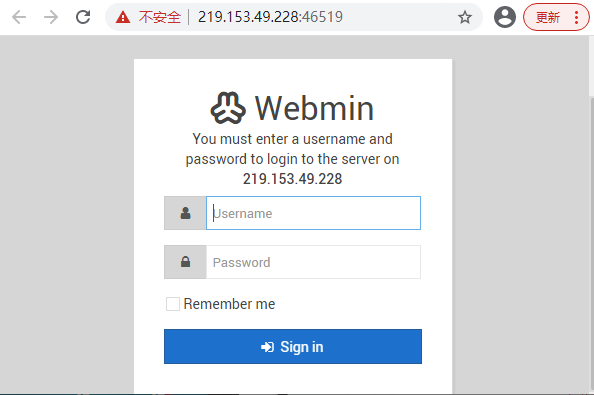 不安全 219.153.49.228:46519 更新
Webmin
You must enter a username and
password to login to the server on
219.153.49.228
Username
Password
Remember me
Sign in